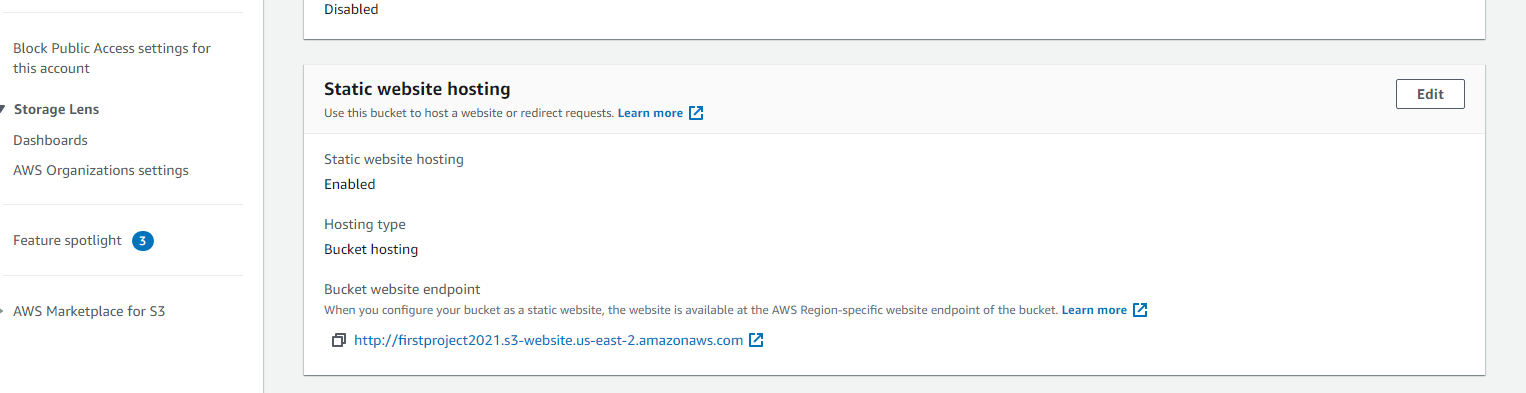 Disabled
Block Public Access settings for
this account
Storage Lens
Dashboards
AWS Organizations settings
Feature spotlight 3
AWS Marketplace for S3
Static website hosting
Edit
Use this bucket to host a website or redirect requests. Learn more
Static website hosting
Enabled
Hosting type
Bucket hosting
Bucket website endpoint
When you configure your bucket as a static website, the website is available at the AWS Region-specific website endpoint of the bucket. Learn more
http://firstproject2021.s3-website.us-east-2.amazonaws.com